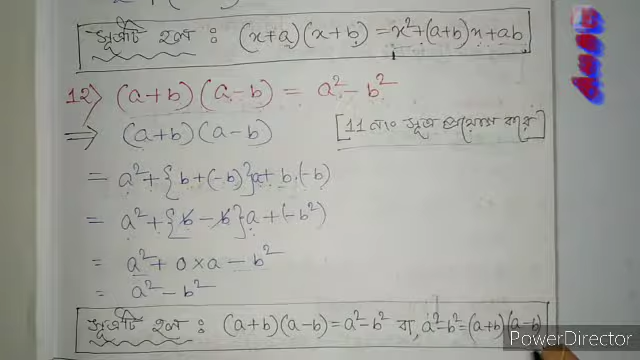 সূত্রটি হল : (x+a)(x+b) = x²+(a+b)x+ab
12> (a+b)(a-b) = a²-b²
⇒ (a+b)(a-b) [11 নং সূত্র প্রয়োগ করে]
= a²+{b+(-b)}a+b.(-b)
= a²+{b-b}a+(-b²)
= a²+0×a-b²
= a²-b²
সূত্রটি হল : (a+b)(a-b)=a²-b² বা, a²-b²=(a+b)(a-b)
PowerDirector